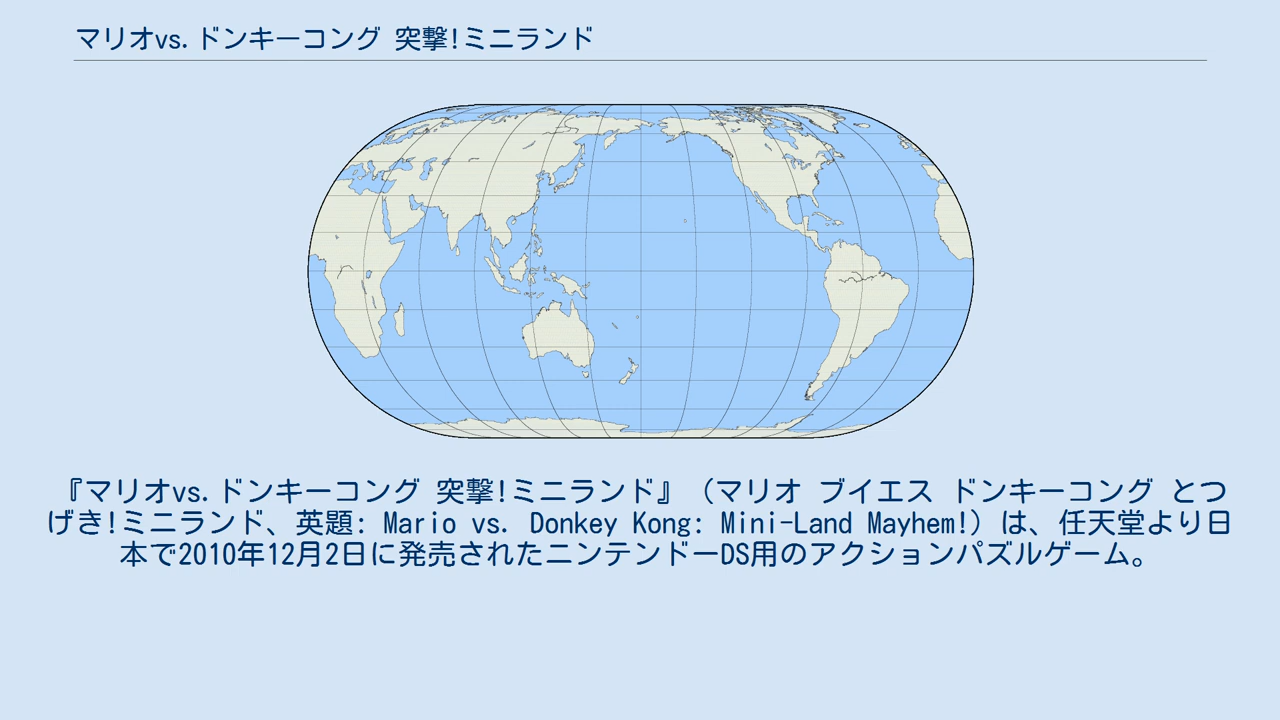 マリオvs.ドンキーコング 突撃!ミニランド
『マリオvs.ドンキーコング 突撃!ミニランド』（マリオ ブイエス ドンキーコング とつ
げき!ミニランド、英題: Mario vs. Donkey Kong: Mini-Land Mayhem!）は、任天堂より日
本で2010年12月2日に発売されたニンテンドーDS用のアクションパズルゲーム。